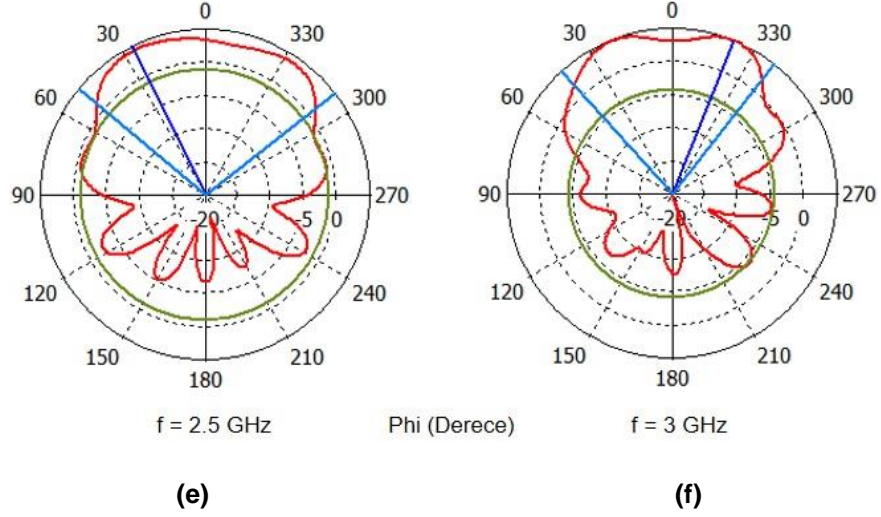 0 0
30 330 30 330
60 300 60 300
90 -20 -5 0 270 90 -20 -5 0 270
120 240 120 240
150 210 150 210
180 180
f = 2.5 GHz Phi (Derece) f = 3 GHz
(e) (f)